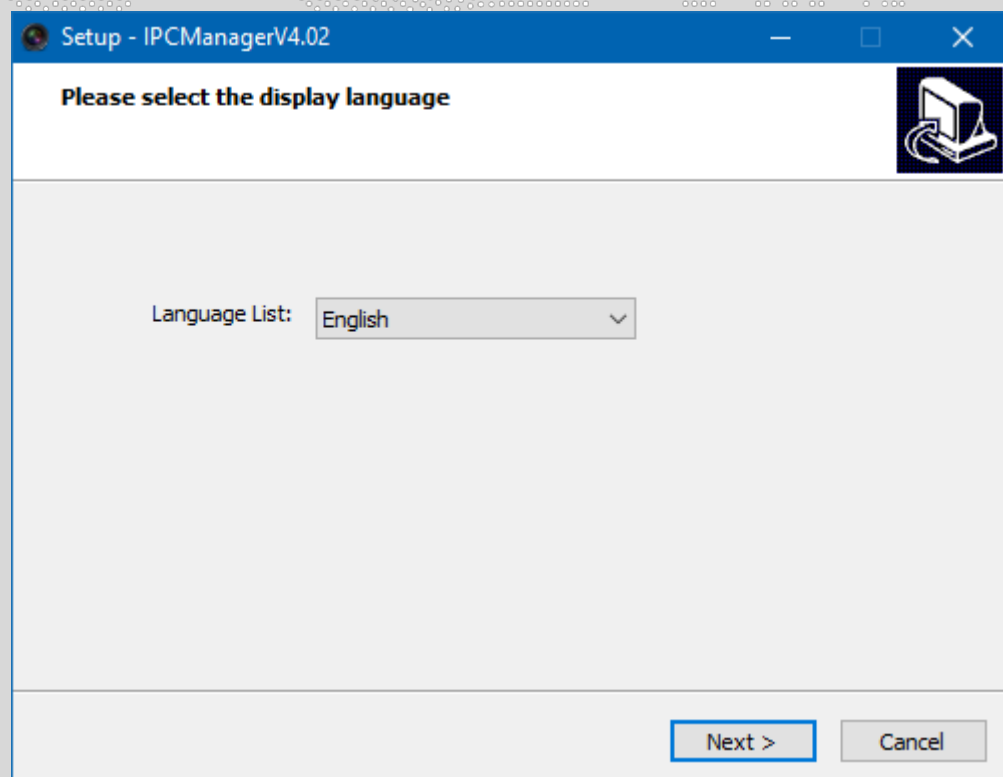 Setup - IPCManagerV4.02
Please select the display language
Language List:
English
Next >
Cancel